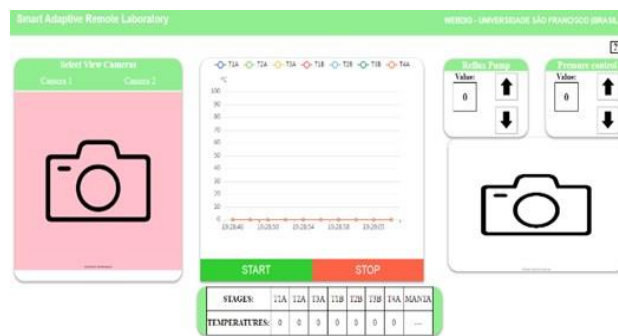 Smart Adaptive Remote Laboratory
WEBDIQ - UNIVERSIDADE SÃO FRANCISCO (BRASIL
?
Select View Cameras
Camera 1 Camera 2
T1A T2A T3A T1B T2B T3B T4A
°C
100
90
80
70
60
50
40
30
20
10
0
START STOP
Reflux Pump
Value:
0
Pressure control
Value:
0
STAGES: T1A T2A T3A T1B T2B T3B T4A MANTA
TEMPERATURES: 0 0 0 0 0 0 0 ---